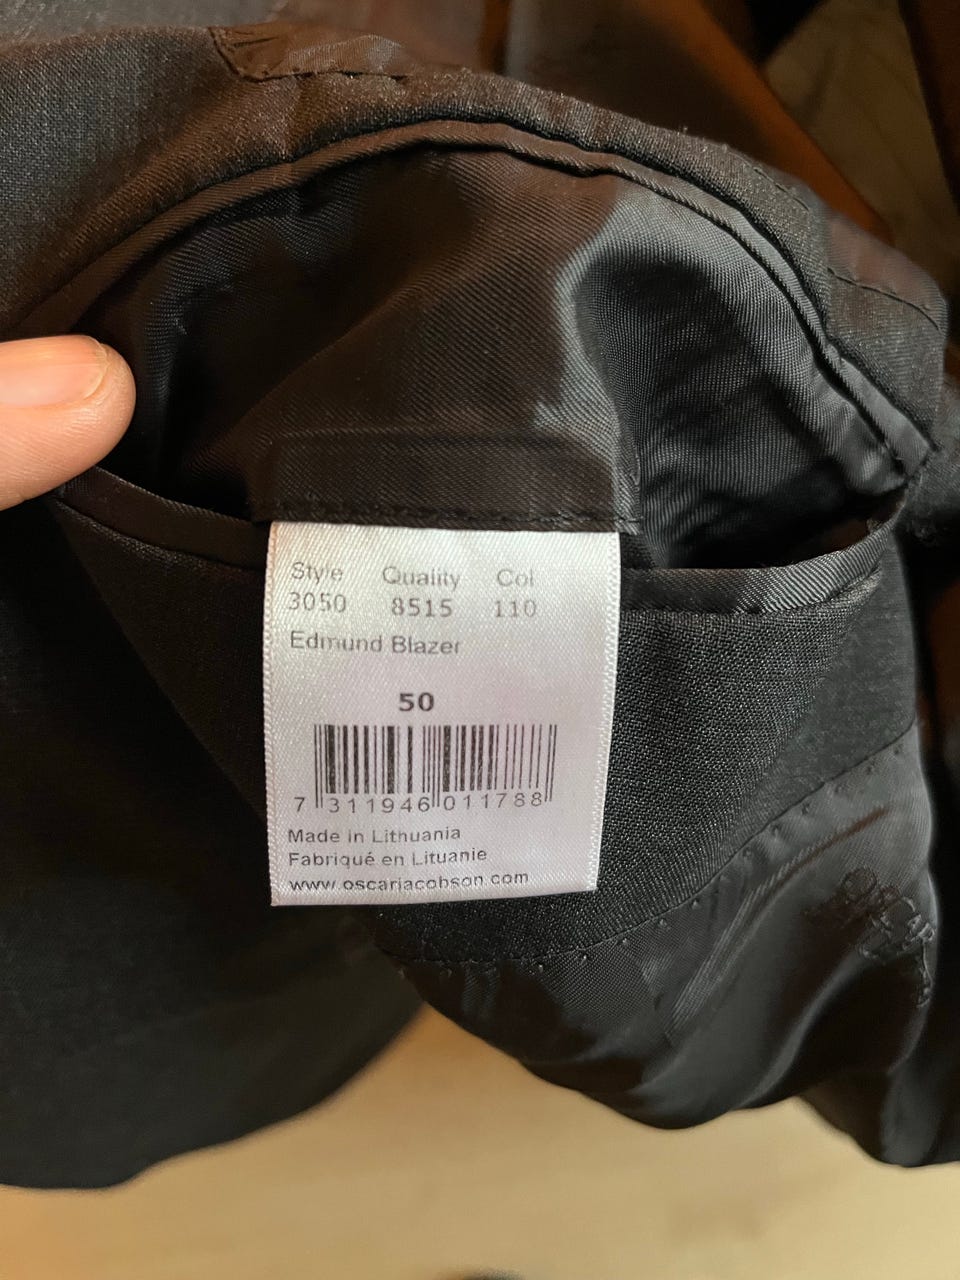 Style Quality Col
3050 8515 110
Edmund Blazer
50
7 311946 011788
Made in Lithuania
Fabriqué en Lituanie
www.oscarjacobson.com